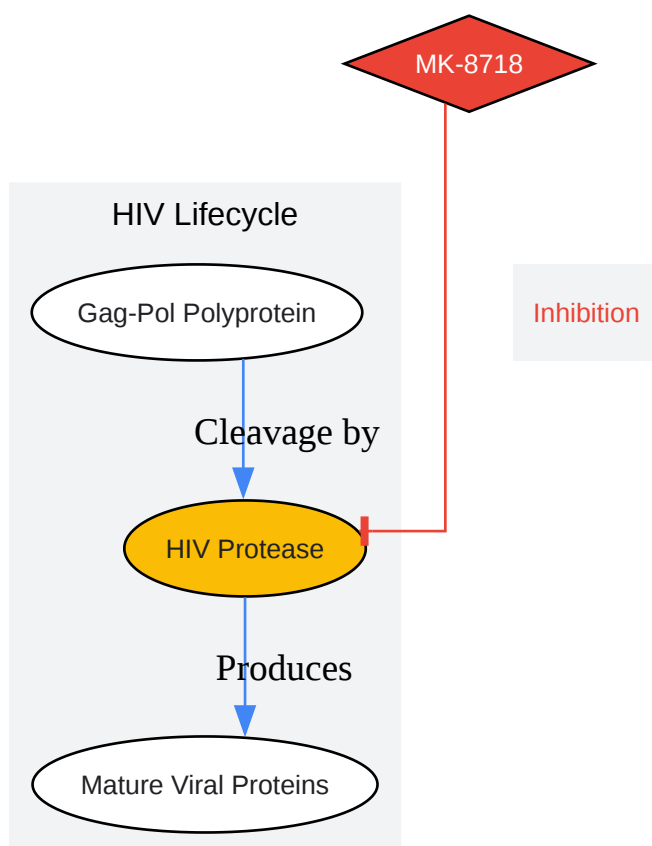 MK-8718
HIV Lifecycle
Gag-Pol Polyprotein
Inhibition
Cleavage by
HIV Protease
Produces
Mature Viral Proteins